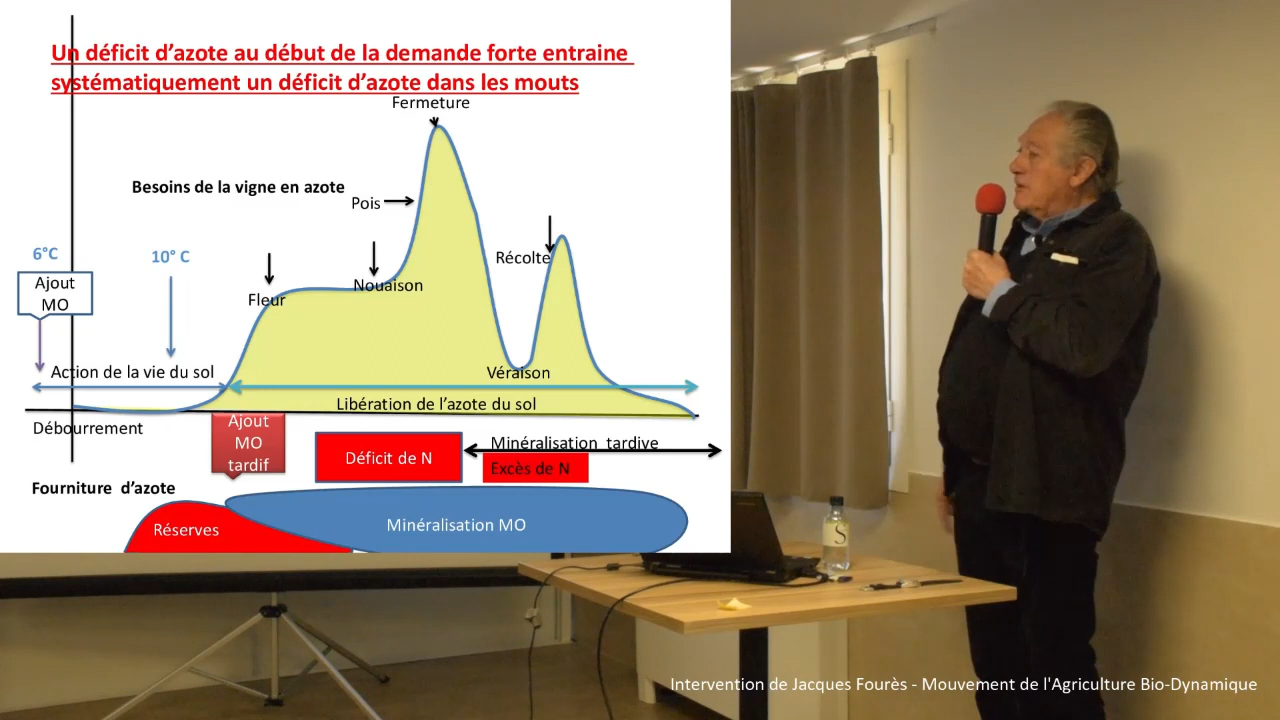 Un déficit d’azote au début de la demande forte entraine
systématiquement un déficit d’azote dans les mouts
Fermeture
Besoins de la vigne en azote
Pois
6°C
10° C
Récolte
Ajout
MO
Nouaison
Fleur
Action de la vie du sol
Véraison
Libération de l’azote du sol
Débourrement
Ajout
MO
tardif
Déficit de N
Minéralisation tardive
Excès de N
Fourniture d’azote
Réserves
Minéralisation MO
S
Intervention de Jacques Fourès - Mouvement de l'Agriculture Bio-Dynamique